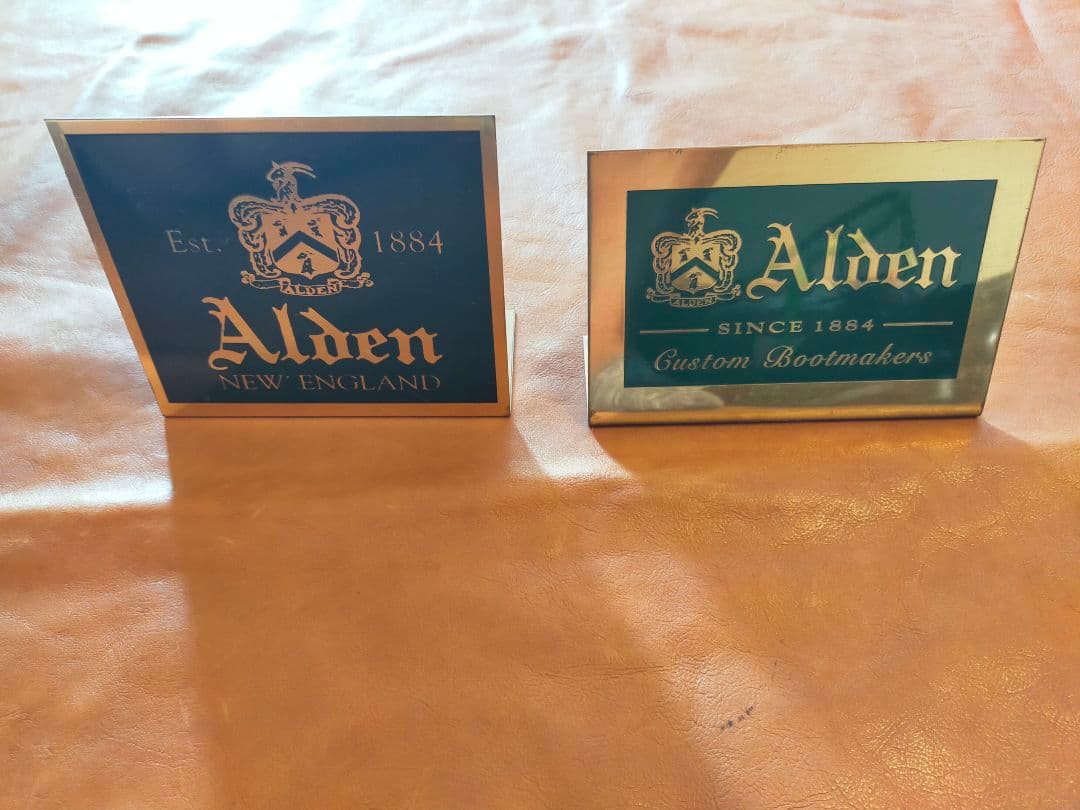 Est. 1884
ALDEN
Alden
NEW ENGLAND
ALDEN
Alden
SINCE 1884
Custom Bootmakers